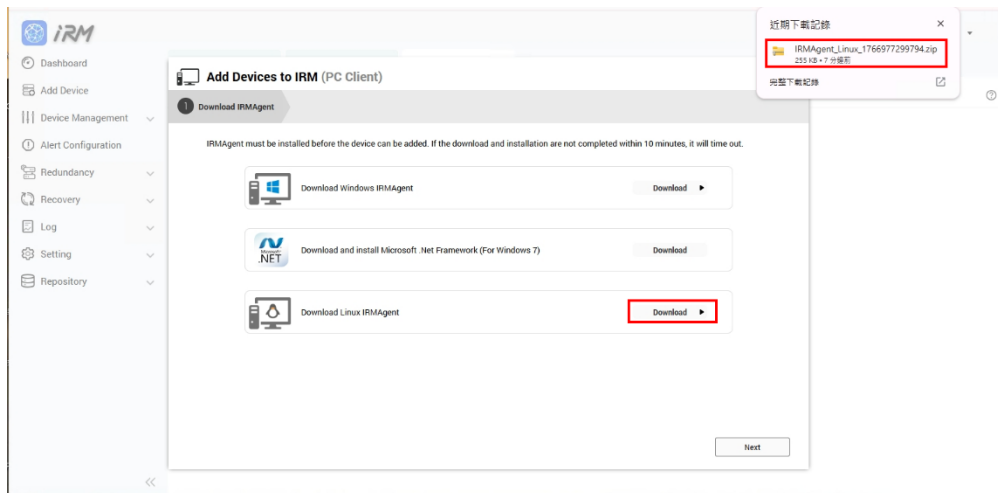 iRM
Dashboard
Add Device
Device Management
Alert Configuration
Redundancy
Recovery
Log
Setting
Repository
Add Devices to IRM (PC Client)
1 Download IRMAgent
IRMAgent must be installed before the device can be added. If the download and installation are not completed within 10 minutes, it will time out.
Download Windows IRMAgent
Download
Microsoft
.NET
Download and install Microsoft .Net Framework (For Windows 7)
Download
Download Linux IRMAgent
Download
Next
近期下載記錄
IRMAgent_Linux_1766977299794.zip
255 KB • 7 分鐘前
完整下載記錄